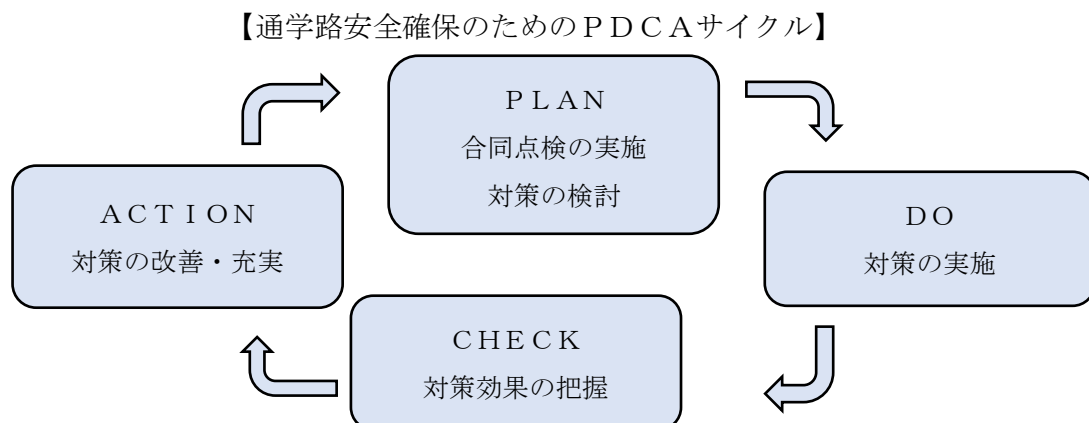 【通学路安全確保のためのＰＤＣＡサイクル】
ＰＬＡＮ
合同点検の実施
対策の検討
ＤＯ
対策の実施
ＣＨＥＣＫ
対策効果の把握
ＡＣＴＩＯＮ
対策の改善・充実